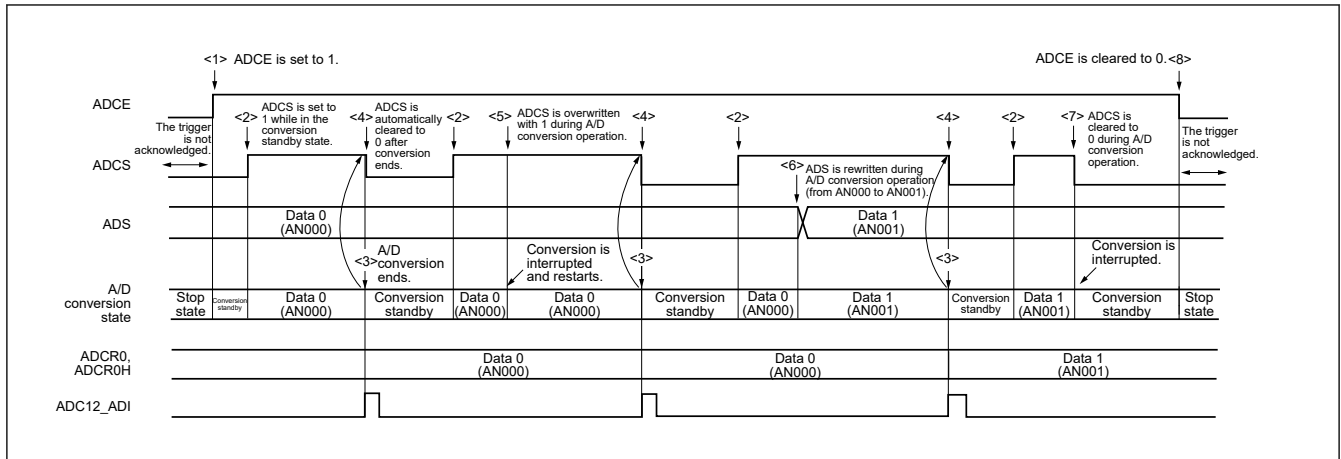 <1> ADCE is set to 1.
ADCE is cleared to 0. <8>
ADCE
The trigger
is not
acknowledged.
<2>
ADCS is set to
1 while in the
conversion
standby state.
<4>
ADCS is
automatically
cleared to
0 after
conversion
ends.
<2>
<5>
ADCS is overwritten
with 1 during A/D
conversion operation.
<4>
<2>
<4>
<2>
<7>
ADCS is
cleared to
0 during A/D
conversion
operation.
The trigger
is not
acknowledged.
ADCS
<6> ADS is rewritten during
A/D conversion operation
(from AN000 to AN001).
ADS
Data 0
(AN000)
Data 1
(AN001)
<3>
A/D
conversion
ends.
Conversion is
interrupted
and restarts.
<3>
<3>
Conversion is
interrupted.
A/D
conversion
state
Stop
state
Conversion
standby
Data 0
(AN000)
Conversion
standby
Data 0
(AN000)
Data 0
(AN000)
Conversion
standby
Data 0
(AN000)
Data 1
(AN001)
Conversion
standby
Data 1
(AN001)
Conversion
standby
Stop
state
ADCR0,
ADCR0H
Data 0
(AN000)
Data 0
(AN000)
Data 1
(AN001)
ADC12_ADI